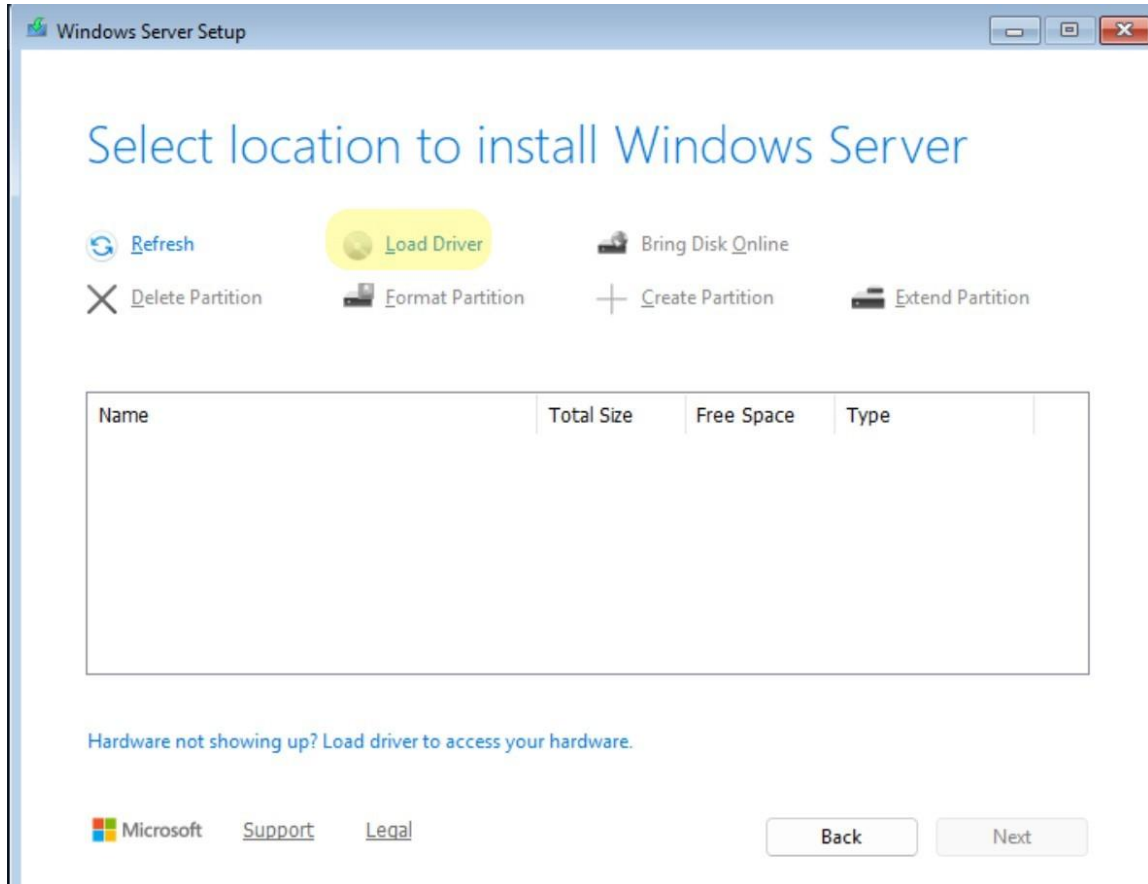 Windows Server Setup
Select location to install Windows Server
Refresh Load Driver Bring Disk Online
Delete Partition Format Partition Create Partition Extend Partition
Name Total Size Free Space Type
Hardware not showing up? Load driver to access your hardware.
Microsoft Support Legal Back Next